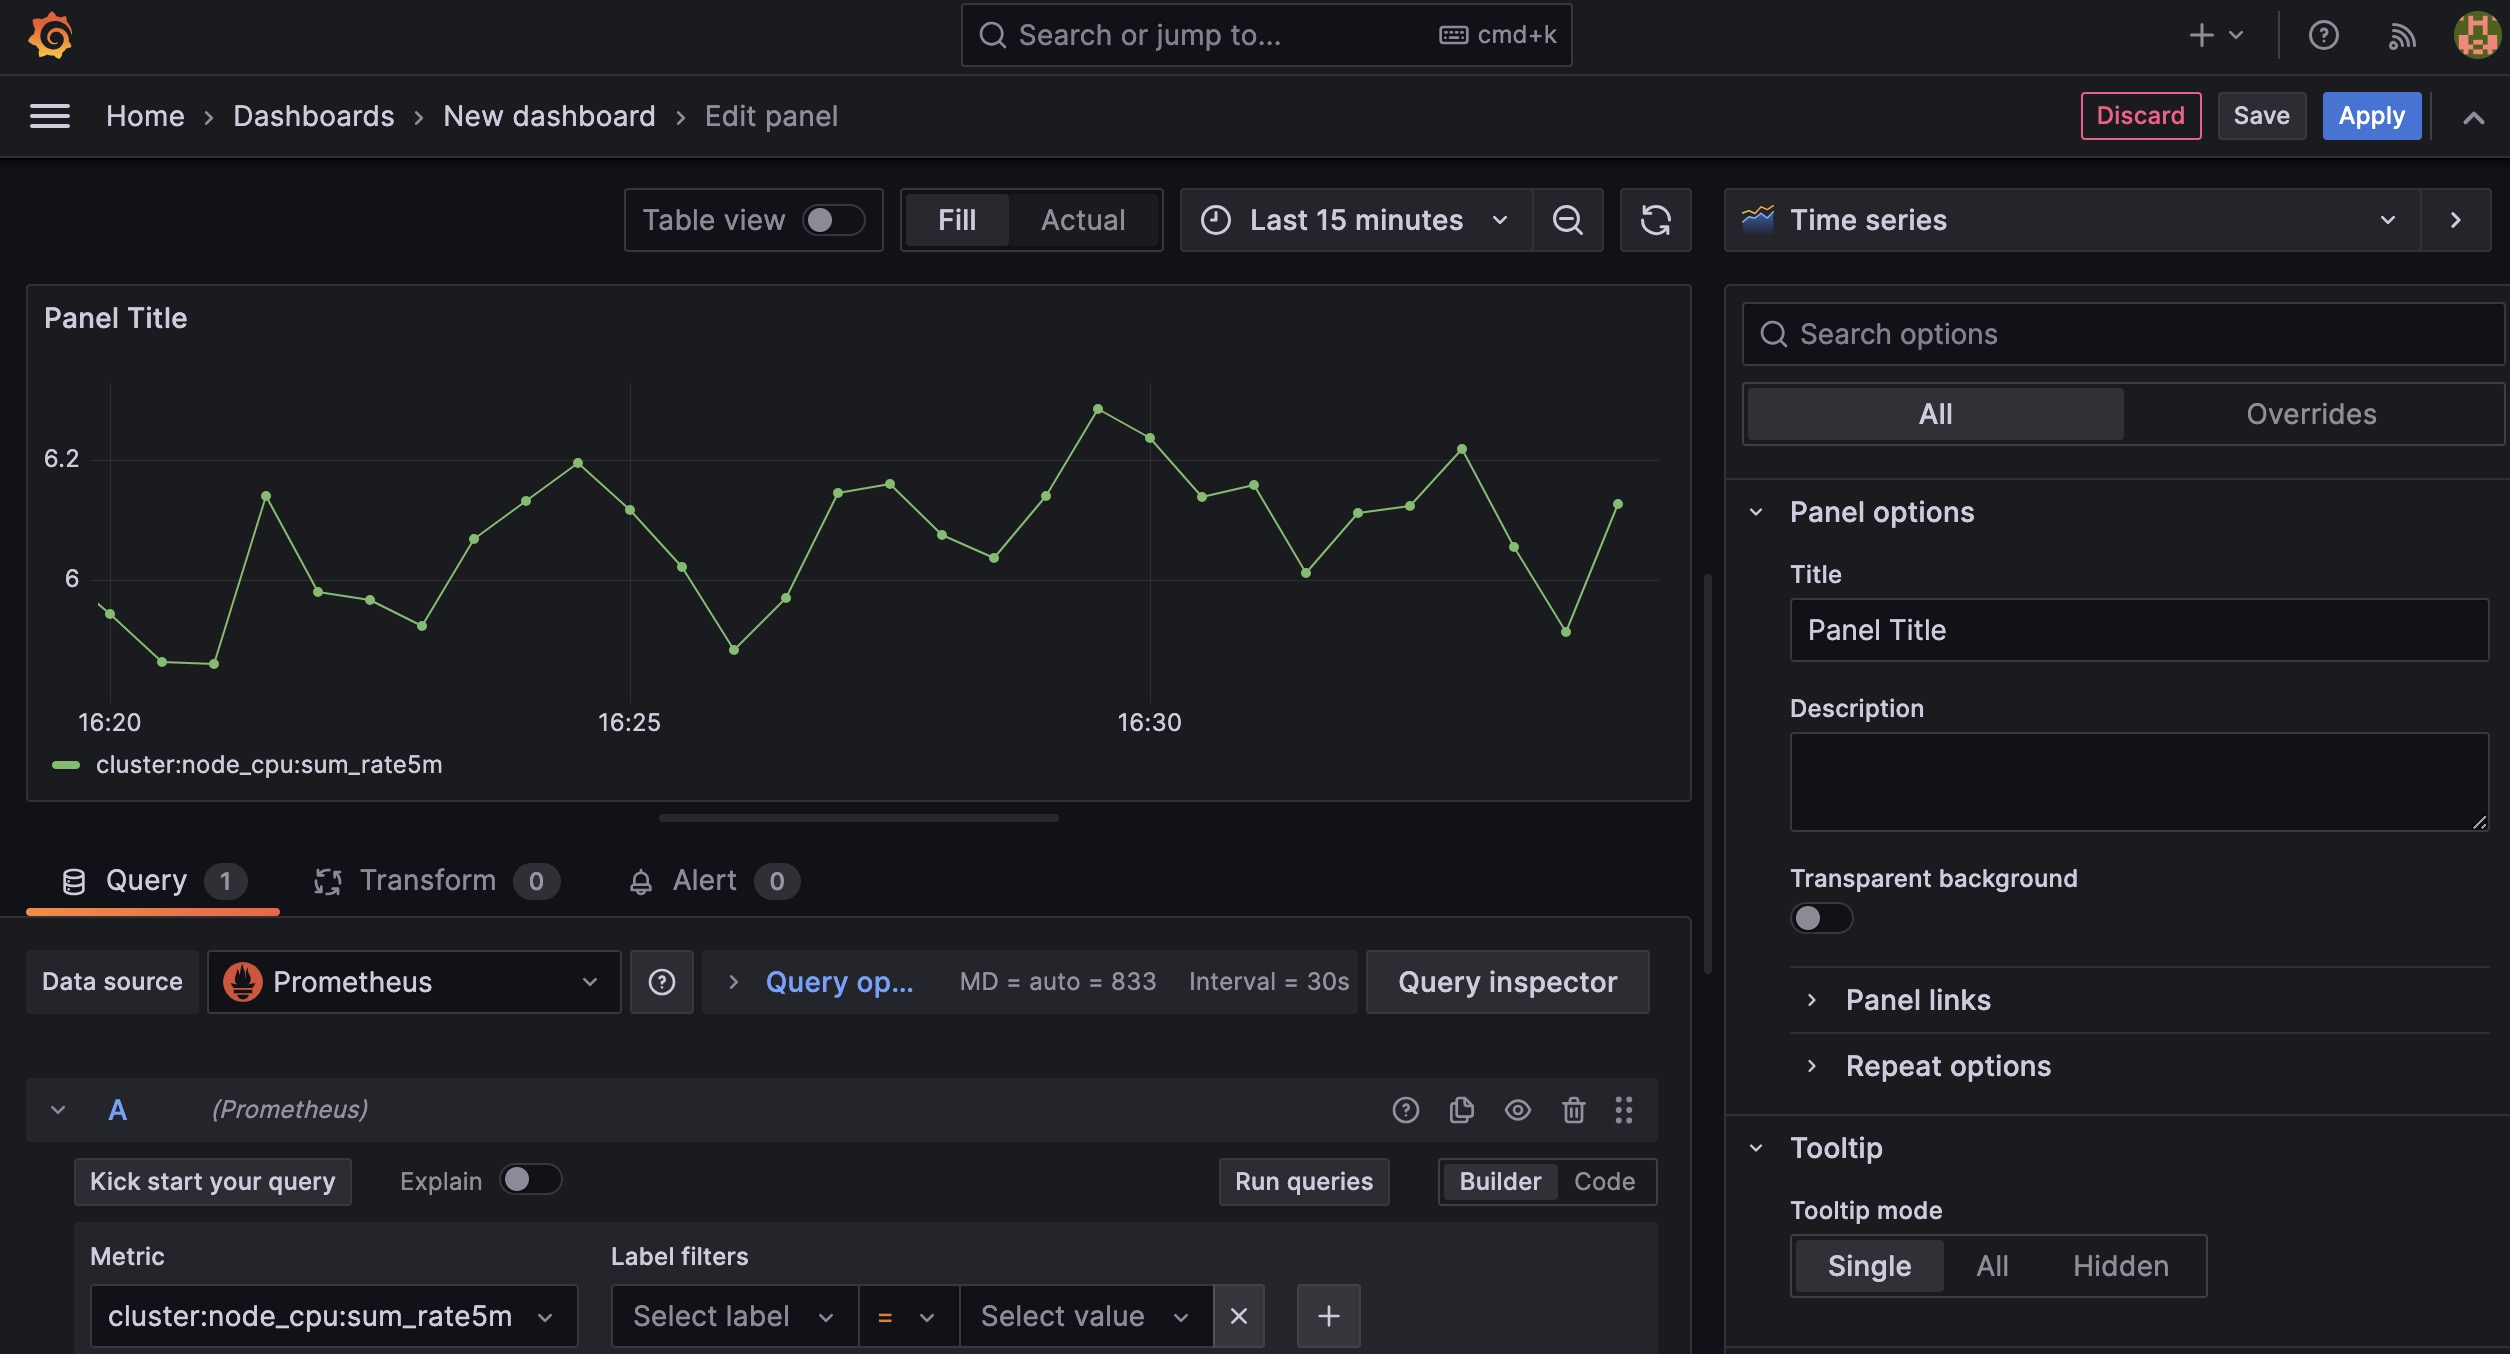 Search or jump to... cmd+k
Home › Dashboards › New dashboard › Edit panel Discard Save Apply
Table view Fill Actual Last 15 minutes Time series
Panel Title
6.2
6
16:20 16:25 16:30
cluster:node_cpu:sum_rate5m
Query 1 Transform 0 Alert 0
Data source Prometheus Query op... MD = auto = 833 Interval = 30s Query inspector
A (Prometheus)
Kick start your query Explain Run queries Builder Code
Metric Label filters
cluster:node_cpu:sum_rate5m Select label = Select value
Search options
All Overrides
Panel options
Title
Panel Title
Description
Transparent background
Panel links
Repeat options
Tooltip
Tooltip mode
Single All Hidden